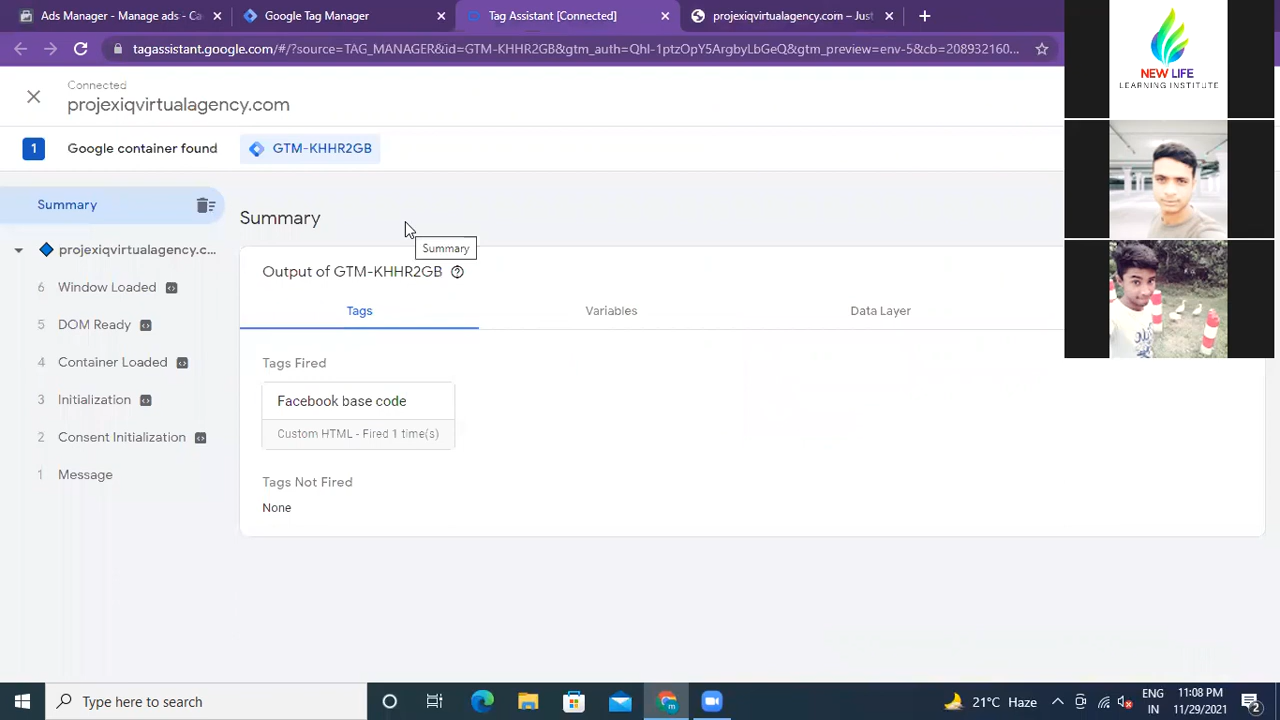 Ads Manager - Manage ads - Ca
Google Tag Manager
Tag Assistant [Connected]
projexiqvirtualagency.com – Just
tagassistant.google.com/#/?source=TAG_MANAGER&id=GTM-KHHR2GB&gtm_auth=QhI-1ptzOpY5ArgbyLbGeQ&gtm_preview=env-5&cb=208932160...
NEW LIFE
LEARNING INSTITUTE
Connected
projexiqvirtualagency.com
1 Google container found GTM-KHHR2GB
Summary
Summary
Summary
projexiqvirtualagency.c...
6 Window Loaded
5 DOM Ready
4 Container Loaded
3 Initialization
2 Consent Initialization
1 Message
Output of GTM-KHHR2GB
Tags Variables Data Layer
Tags Fired
Facebook base code
Custom HTML - Fired 1 time(s)
Tags Not Fired
None
Type here to search
21°C Haze
ENG
IN
11:08 PM
11/29/2021
2